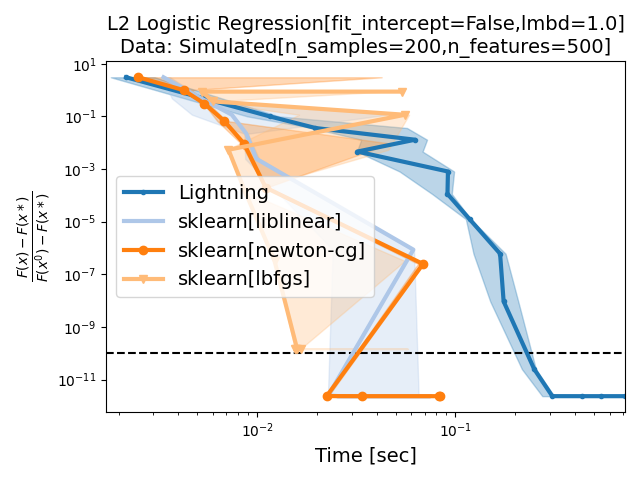 L2 Logistic Regression[fit_intercept=False,lmbd=1.0]
Data: Simulated[n_samples=200,n_features=500]
10¹
10⁻¹
10⁻³
10⁻⁵
10⁻⁷
10⁻⁹
10⁻¹¹
F(x) − F(x*)
F(x⁰) − F(x*)
Lightning
sklearn[liblinear]
sklearn[newton-cg]
sklearn[lbfgs]
10⁻² 10⁻¹
Time [sec]